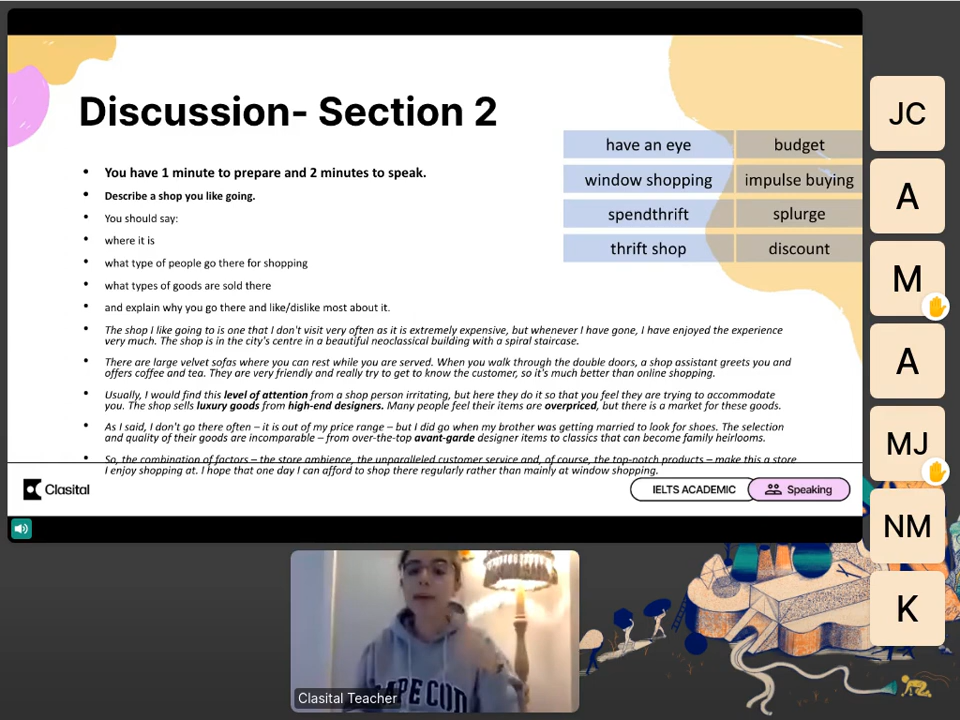 Discussion- Section 2
have an eye
budget
window shopping
impulse buying
spendthrift
splurge
thrift shop
discount
• You have 1 minute to prepare and 2 minutes to speak.
• Describe a shop you like going.
• You should say:
• where it is
• what type of people go there for shopping
• what types of goods are sold there
• and explain why you go there and like/dislike most about it.
• The shop I like going to is one that I don't visit very often as it is extremely expensive, but whenever I have gone, I have enjoyed the experience
very much. The shop is in the city's centre in a beautiful neoclassical building with a spiral staircase.
• There are large velvet sofas where you can rest while you are served. When you walk through the double doors, a shop assistant greets you and
offers coffee and tea. They are very friendly and really try to get to know the customer, so it's much better than online shopping.
• Usually, I would find this level of attention from a shop person irritating, but here they do it so that you feel they are trying to accommodate
you. The shop sells luxury goods from high-end designers. Many people feel their items are overpriced, but there is a market for these goods.
• As I said, I don't go there often – it is out of my price range – but I did go when my brother was getting married to look for shoes. The selection
and quality of their goods are incomparable – from over-the-top avant-garde designer items to classics that can become family heirlooms.
• So, the combination of factors – the ambience, the unparalleled customer service and, of course, the top-notch products – make this a store
I enjoy shopping at. I hope that one day I can afford to shop there regularly rather than mainly at window shopping.
Clasital
IELTS ACADEMIC
Speaking
JC
A
M
A
MJ
NM
K
CAPE COD
Clasital Teacher